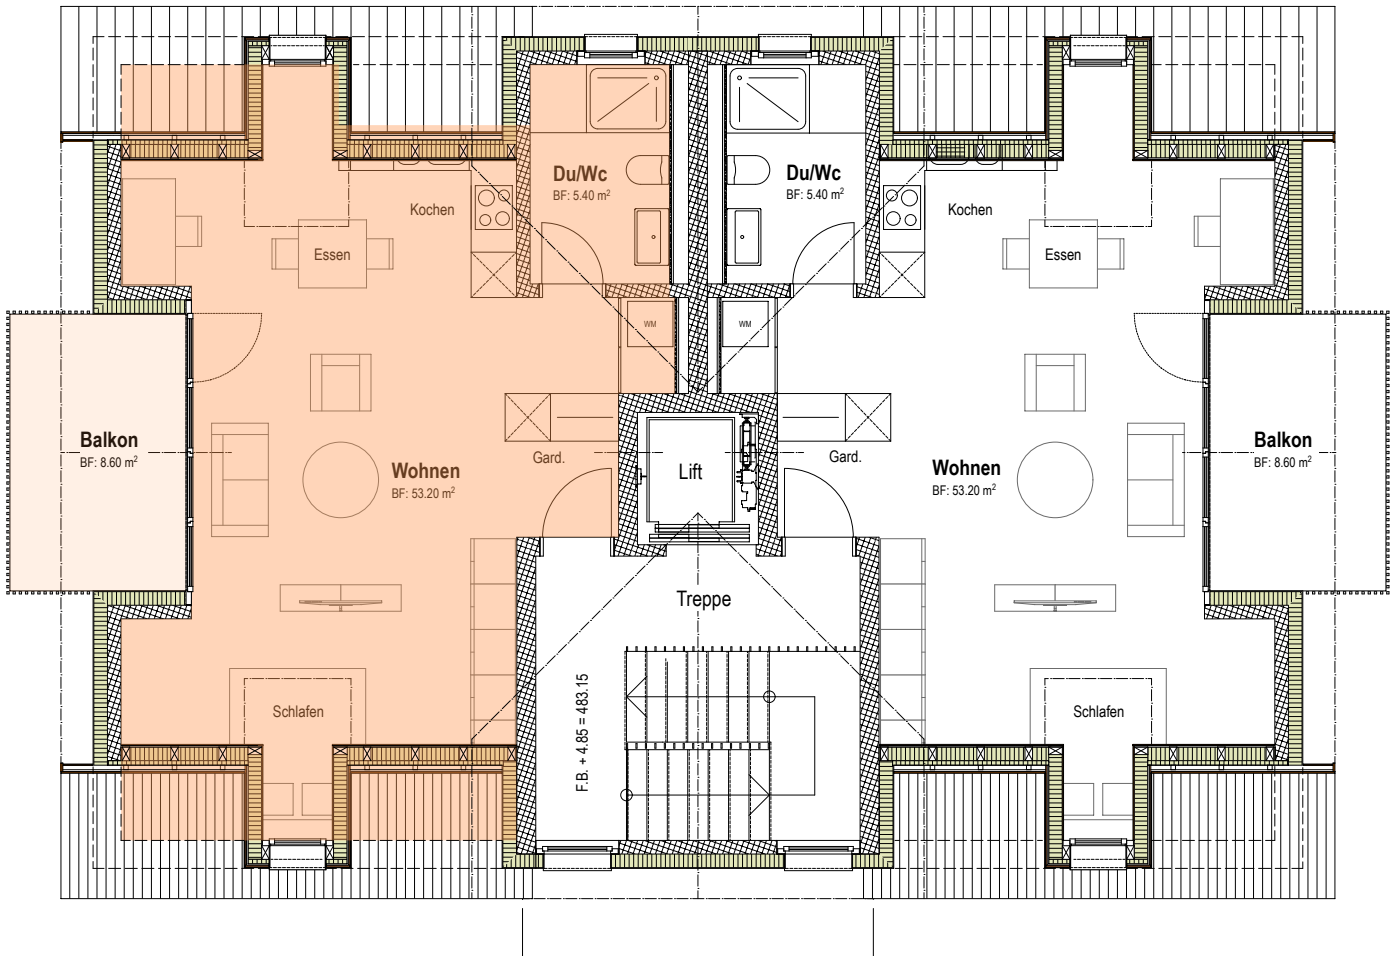 Du/Wc
BF: 5.40 m²
Du/Wc
BF: 5.40 m²
Kochen
Kochen
Essen
Essen
WM
WM
Balkon
BF: 8.60 m²
Wohnen
BF: 53.20 m²
Gard.
Lift
Gard.
Wohnen
BF: 53.20 m²
Balkon
BF: 8.60 m²
Treppe
F.B. + 4.85 = 483.15
Schlafen
Schlafen